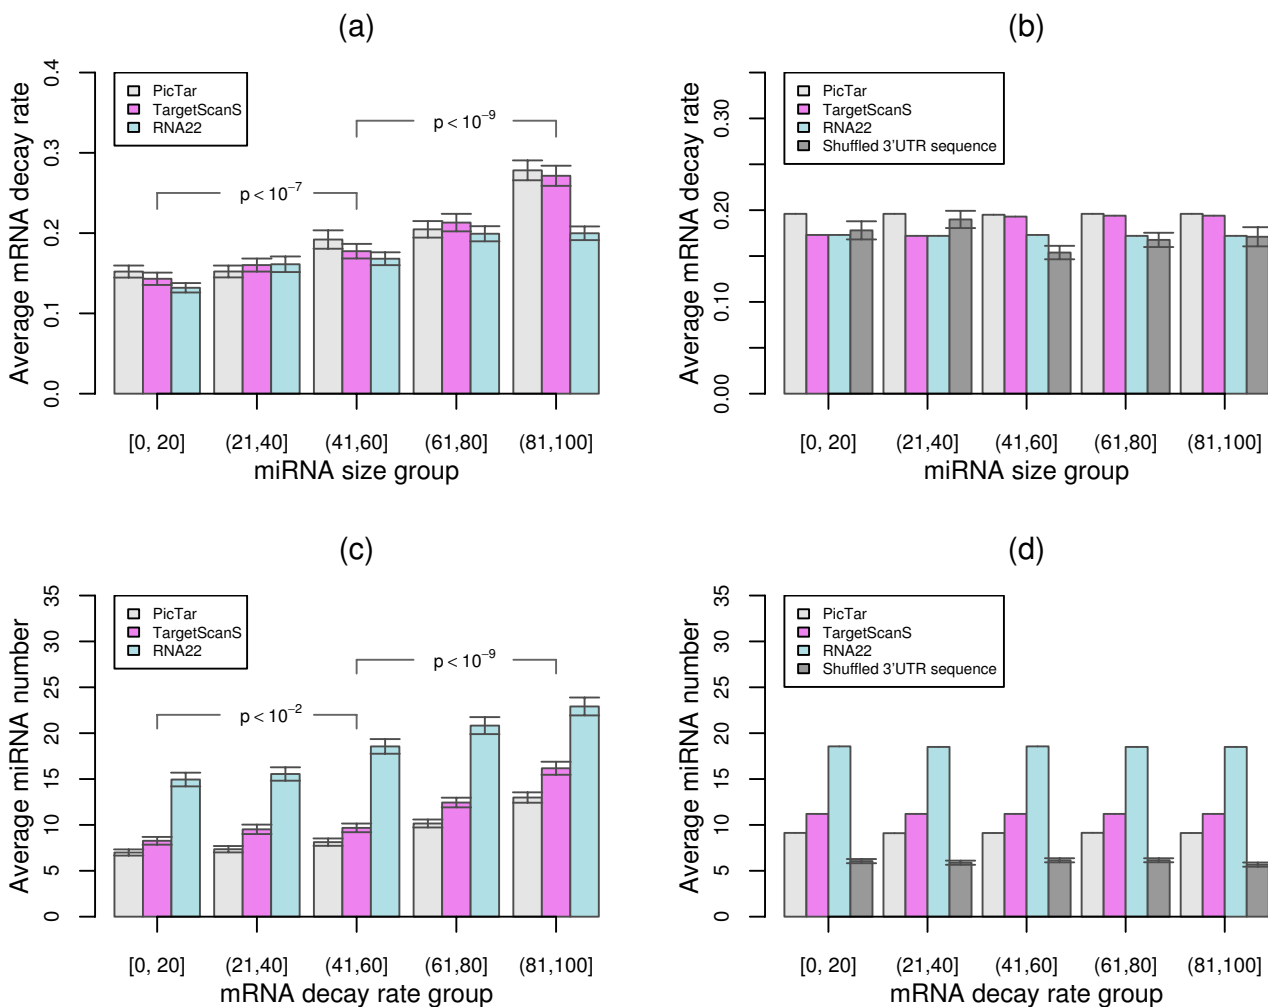 (a)
Average mRNA decay rate
0.4
0.3
0.2
0.1
0.0
PicTar
TargetScanS
RNA22
p < 10⁻⁹
p < 10⁻⁷
[0, 20] (21,40] (41,60] (61,80] (81,100]
miRNA size group
(b)
Average mRNA decay rate
0.30
0.20
0.10
0.00
PicTar
TargetScanS
RNA22
Shuffled 3'UTR sequence
[0, 20] (21,40] (41,60] (61,80] (81,100]
miRNA size group
(c)
Average miRNA number
35
30
25
20
15
10
5
0
PicTar
TargetScanS
RNA22
p < 10⁻⁹
p < 10⁻²
[0, 20] (21,40] (41,60] (61,80] (81,100]
mRNA decay rate group
(d)
Average miRNA number
35
30
25
20
15
10
5
0
PicTar
TargetScanS
RNA22
Shuffled 3'UTR sequence
[0, 20] (21,40] (41,60] (61,80] (81,100]
mRNA decay rate group